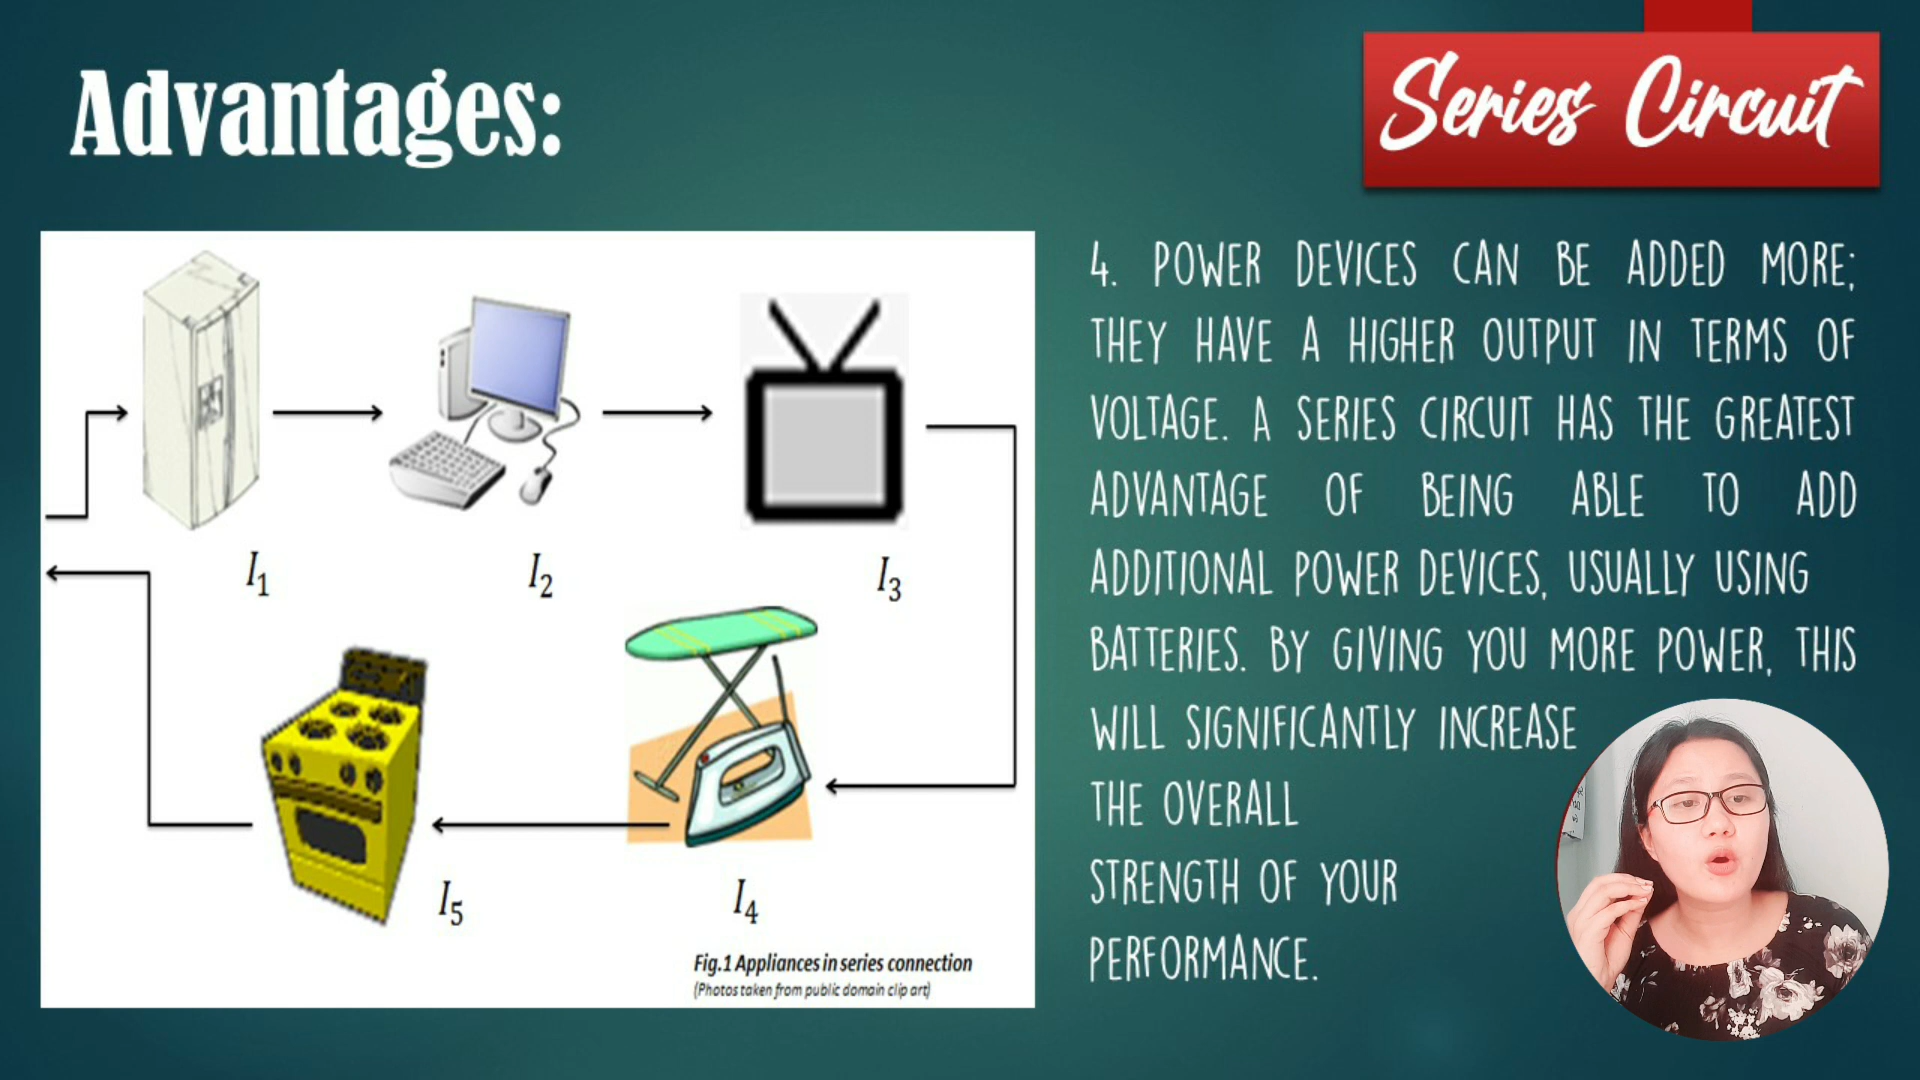 Advantages:
Series Circuit
I1
I2
I3
I5
I4
Fig.1 Appliances in series connection
(Photos taken from public domain clip art)
4. POWER DEVICES CAN BE ADDED MORE;
THEY HAVE A HIGHER OUTPUT IN TERMS OF
VOLTAGE. A SERIES CIRCUIT HAS THE GREATEST
ADVANTAGE OF BEING ABLE TO ADD
ADDITIONAL POWER DEVICES, USUALLY USING
BATTERIES. BY GIVING YOU MORE POWER, THIS
WILL SIGNIFICANTLY INCREASE
THE OVERALL
STRENGTH OF YOUR
PERFORMANCE.